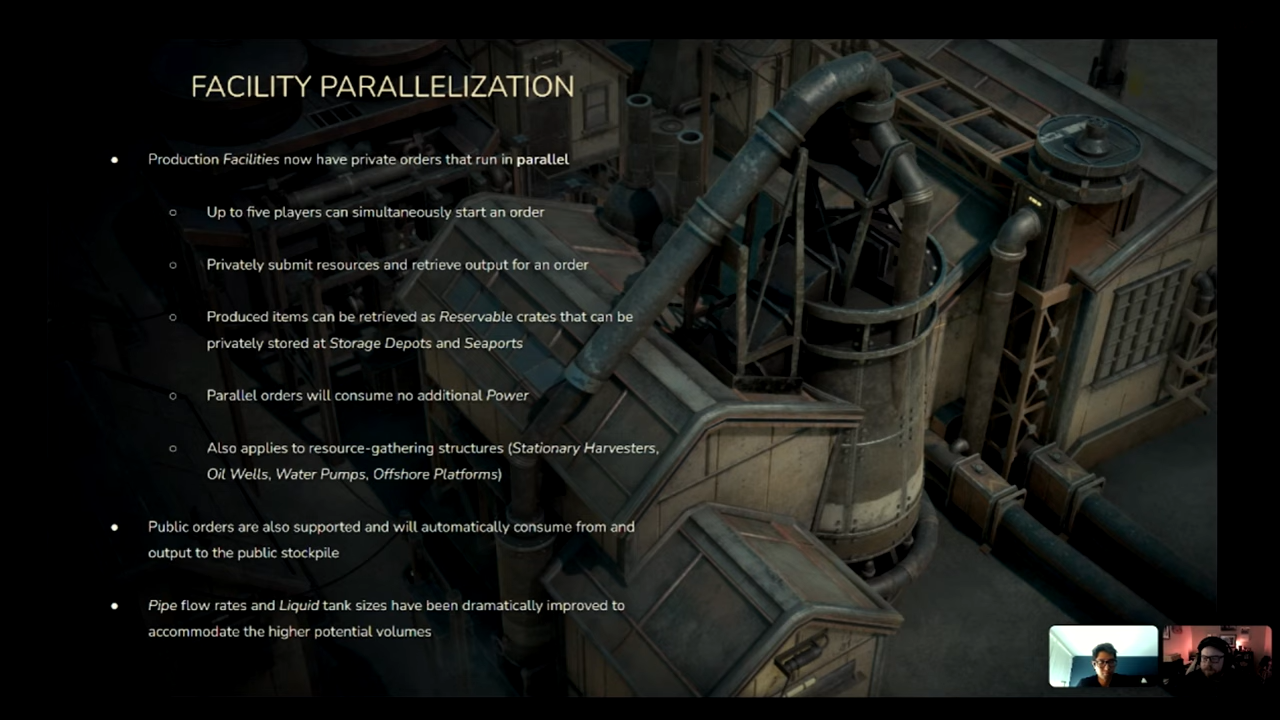 FACILITY PARALLELIZATION
● Production Facilities now have private orders that run in parallel
○ Up to five players can simultaneously start an order
○ Privately submit resources and retrieve output for an order
○ Produced items can be retrieved as Reservable crates that can be
privately stored at Storage Depots and Seaports
○ Parallel orders will consume no additional Power
○ Also applies to resource-gathering structures (Stationary Harvesters,
Oil Wells, Water Pumps, Offshore Platforms)
● Public orders are also supported and will automatically consume from and
output to the public stockpile
● Pipe flow rates and Liquid tank sizes have been dramatically improved to
accommodate the higher potential volumes